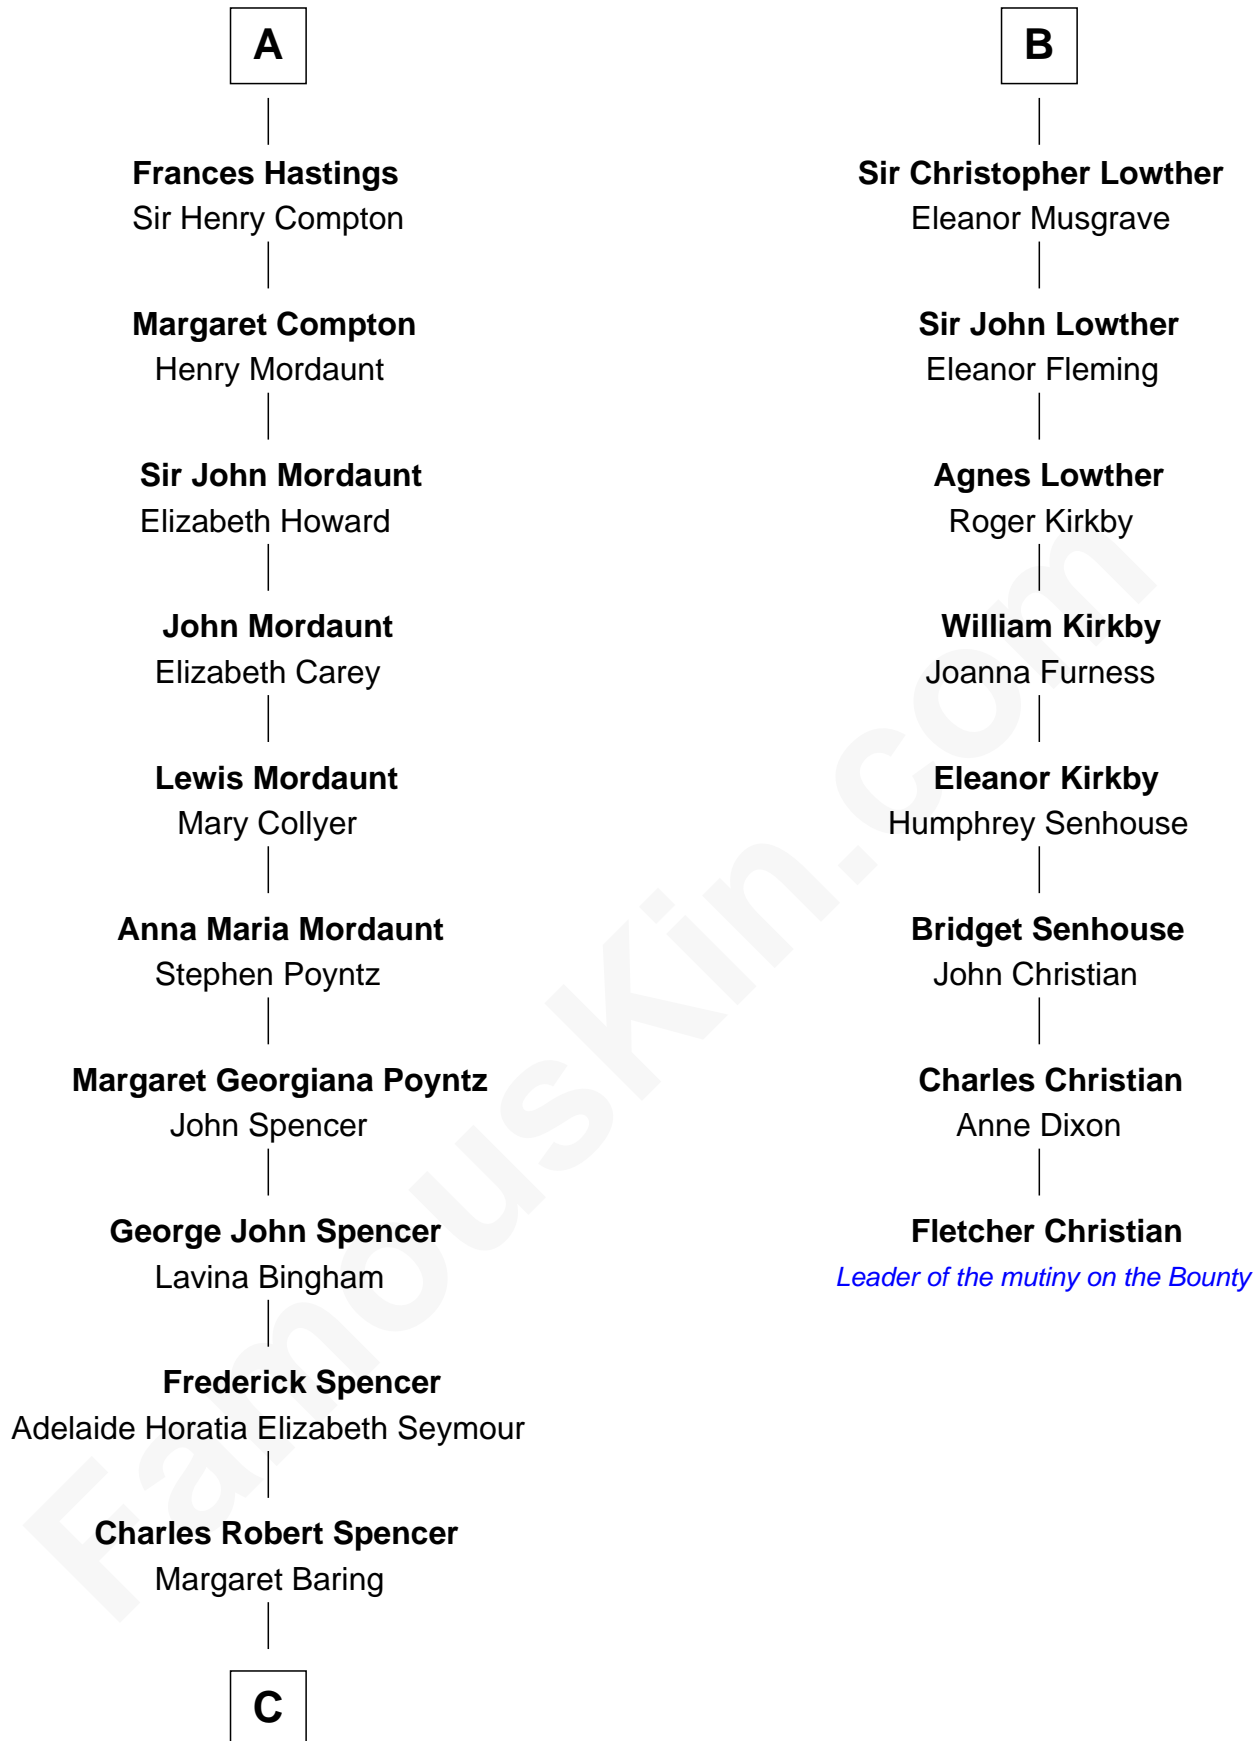 A
Frances Hastings
Sir Henry Compton
Margaret Compton
Henry Mordaunt
Sir John Mordaunt
Elizabeth Howard
John Mordaunt
Elizabeth Carey
Lewis Mordaunt
Mary Collyer
Anna Maria Mordaunt
Stephen Poyntz
Margaret Georgiana Poyntz
John Spencer
George John Spencer
Lavina Bingham
Frederick Spencer
Adelaide Horatia Elizabeth Seymour
Charles Robert Spencer
Margaret Baring
C
B
Sir Christopher Lowther
Eleanor Musgrave
Sir John Lowther
Eleanor Fleming
Agnes Lowther
Roger Kirkby
William Kirkby
Joanna Furness
Eleanor Kirkby
Humphrey Senhouse
Bridget Senhouse
John Christian
Charles Christian
Anne Dixon
Fletcher Christian
Leader of the mutiny on the Bounty
FamousKin.com